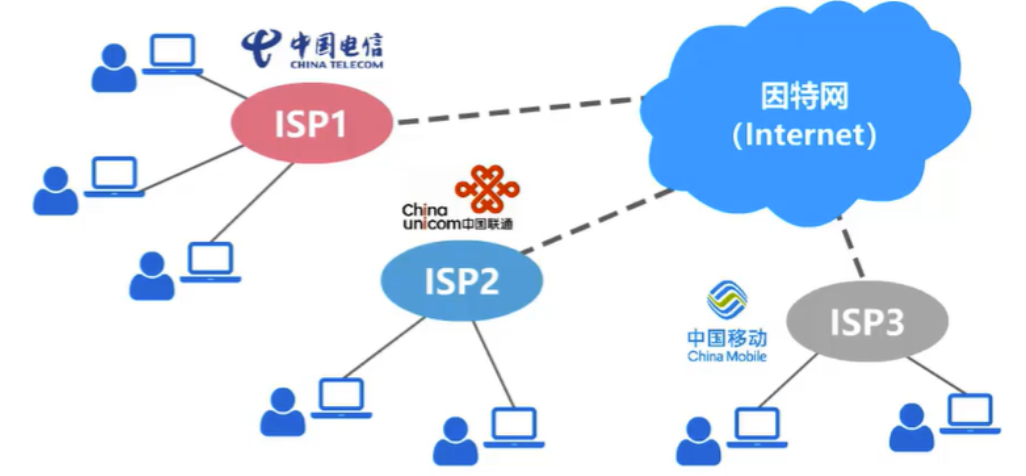 中国电信
CHINA TELECOM
ISP1
因特网
(Internet)
China
unicom中国联通
ISP2
中国移动
China Mobile
ISP3